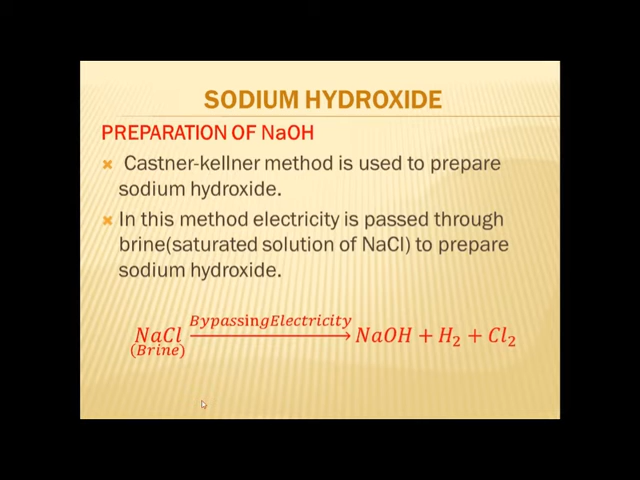 SODIUM HYDROXIDE
PREPARATION OF NaOH
Castner-kellner method is used to prepare
sodium hydroxide.
In this method electricity is passed through
brine(saturated solution of NaCl) to prepare
sodium hydroxide.
BypassingElectricity
NaCl → NaOH + H₂ + Cl₂
(Brine)